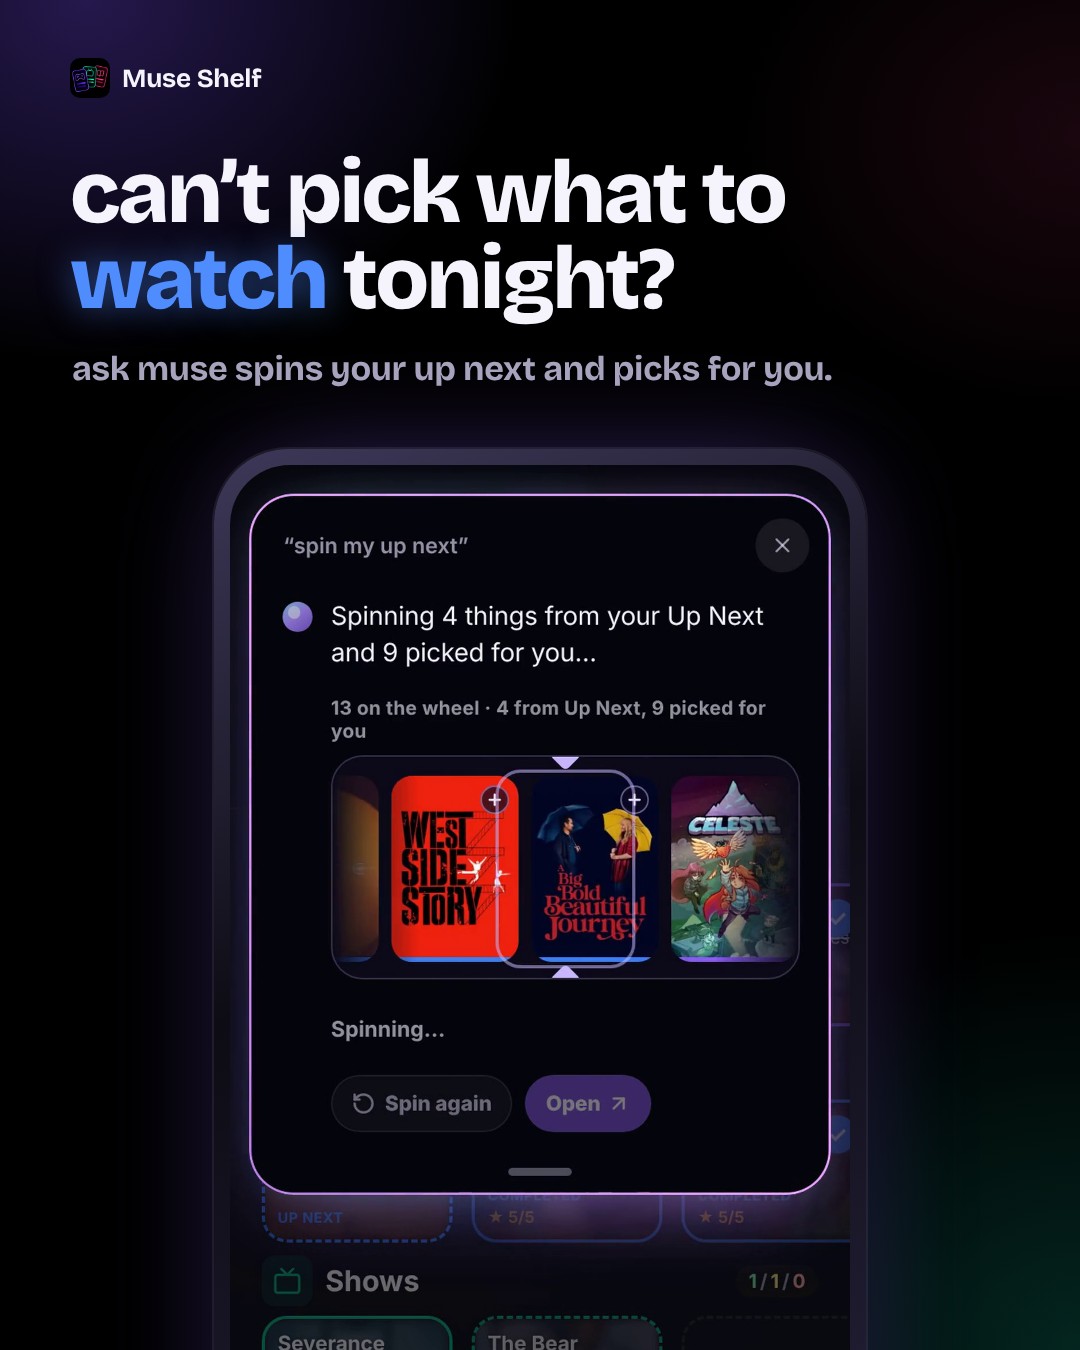 Muse Shelf
can’t pick what to
watch tonight?
ask muse spins your up next and picks for you.
“spin my up next”
Spinning 4 things from your Up Next
and 9 picked for you...
13 on the wheel · 4 from Up Next, 9 picked for
you
WEST
SIDE
STORY
A
Big
Bold
Beautiful
Journey
CELESTE
Spinning...
Spin again
Open
COMPLETED
COMPLETED
UP NEXT
★ 5/5
★ 5/5
Shows
1/1/0
Severance
The Bear